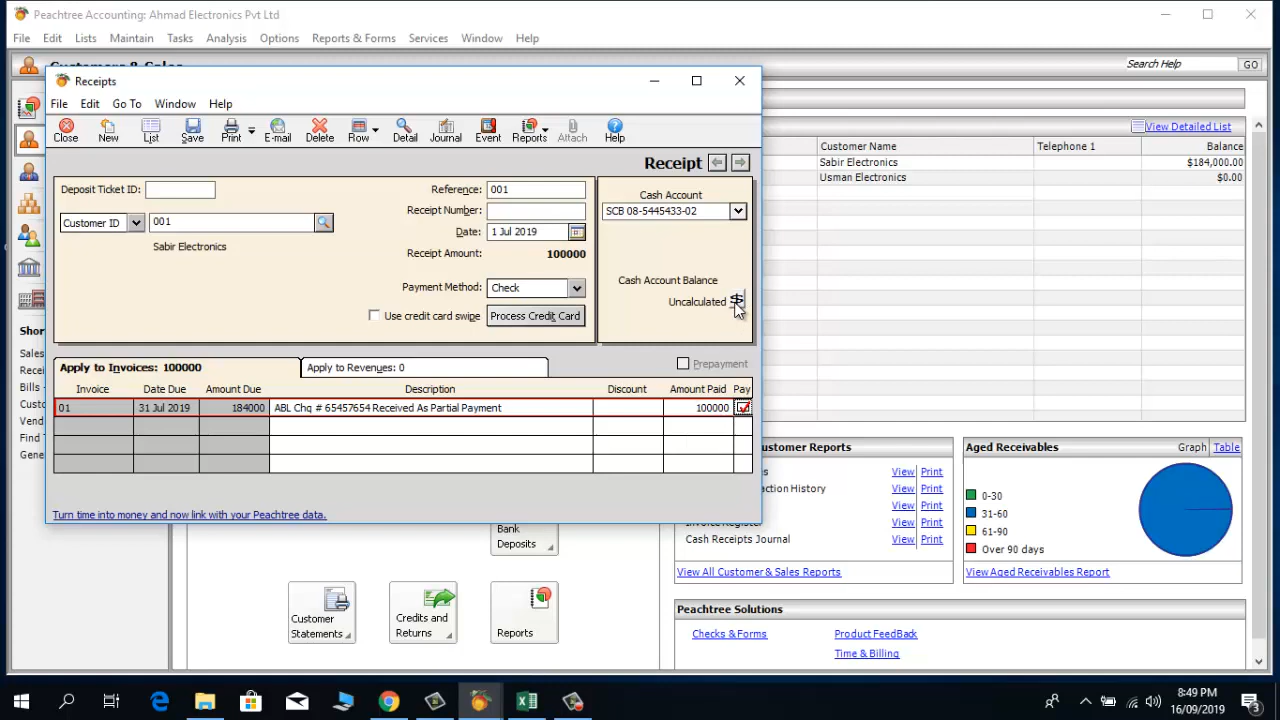 Peachtree Accounting: Ahmad Electronics Pvt Ltd
File Edit Lists Maintain Tasks Analysis Options Reports & Forms Services Window Help
Search Help GO
Receipts
File Edit Go To Window Help
Close New List Save Print E-mail Delete Row Detail Journal Event Reports Attach Help
Receipt
Deposit Ticket ID:
Reference: 001
Cash Account
Customer ID 001
Receipt Number:
SCB 08-5445433-02
Date: 1 Jul 2019
Sabir Electronics
Receipt Amount: 100000
Cash Account Balance
Payment Method: Check
Uncalculated
Use credit card swipe Process Credit Card
Apply to Invoices: 100000
Apply to Revenues: 0
Prepayment
Invoice Date Due Amount Due Description Discount Amount Paid Pay
01 31 Jul 2019 184000 ABL Chq # 65457654 Received As Partial Payment 100000
Turn time into money and now link with your Peachtree data.
View Detailed List
Customer Name Telephone 1 Balance
Sabir Electronics $184,000.00
Usman Electronics $0.00
Shor
Sales
Recei
Bills -
Custo
Vend
Find T
Gene
Bank
Deposits
Customer
Statements
Credits and
Returns
Reports
ustomer Reports
s View Print
action History View Print
View Print
Invoice Register View Print
Cash Receipts Journal View Print
View All Customer & Sales Reports
Aged Receivables Graph Table
0-30
31-60
61-90
Over 90 days
View Aged Receivables Report
Peachtree Solutions
Checks & Forms Product FeedBack
Time & Billing
8:49 PM
16/09/2019
3